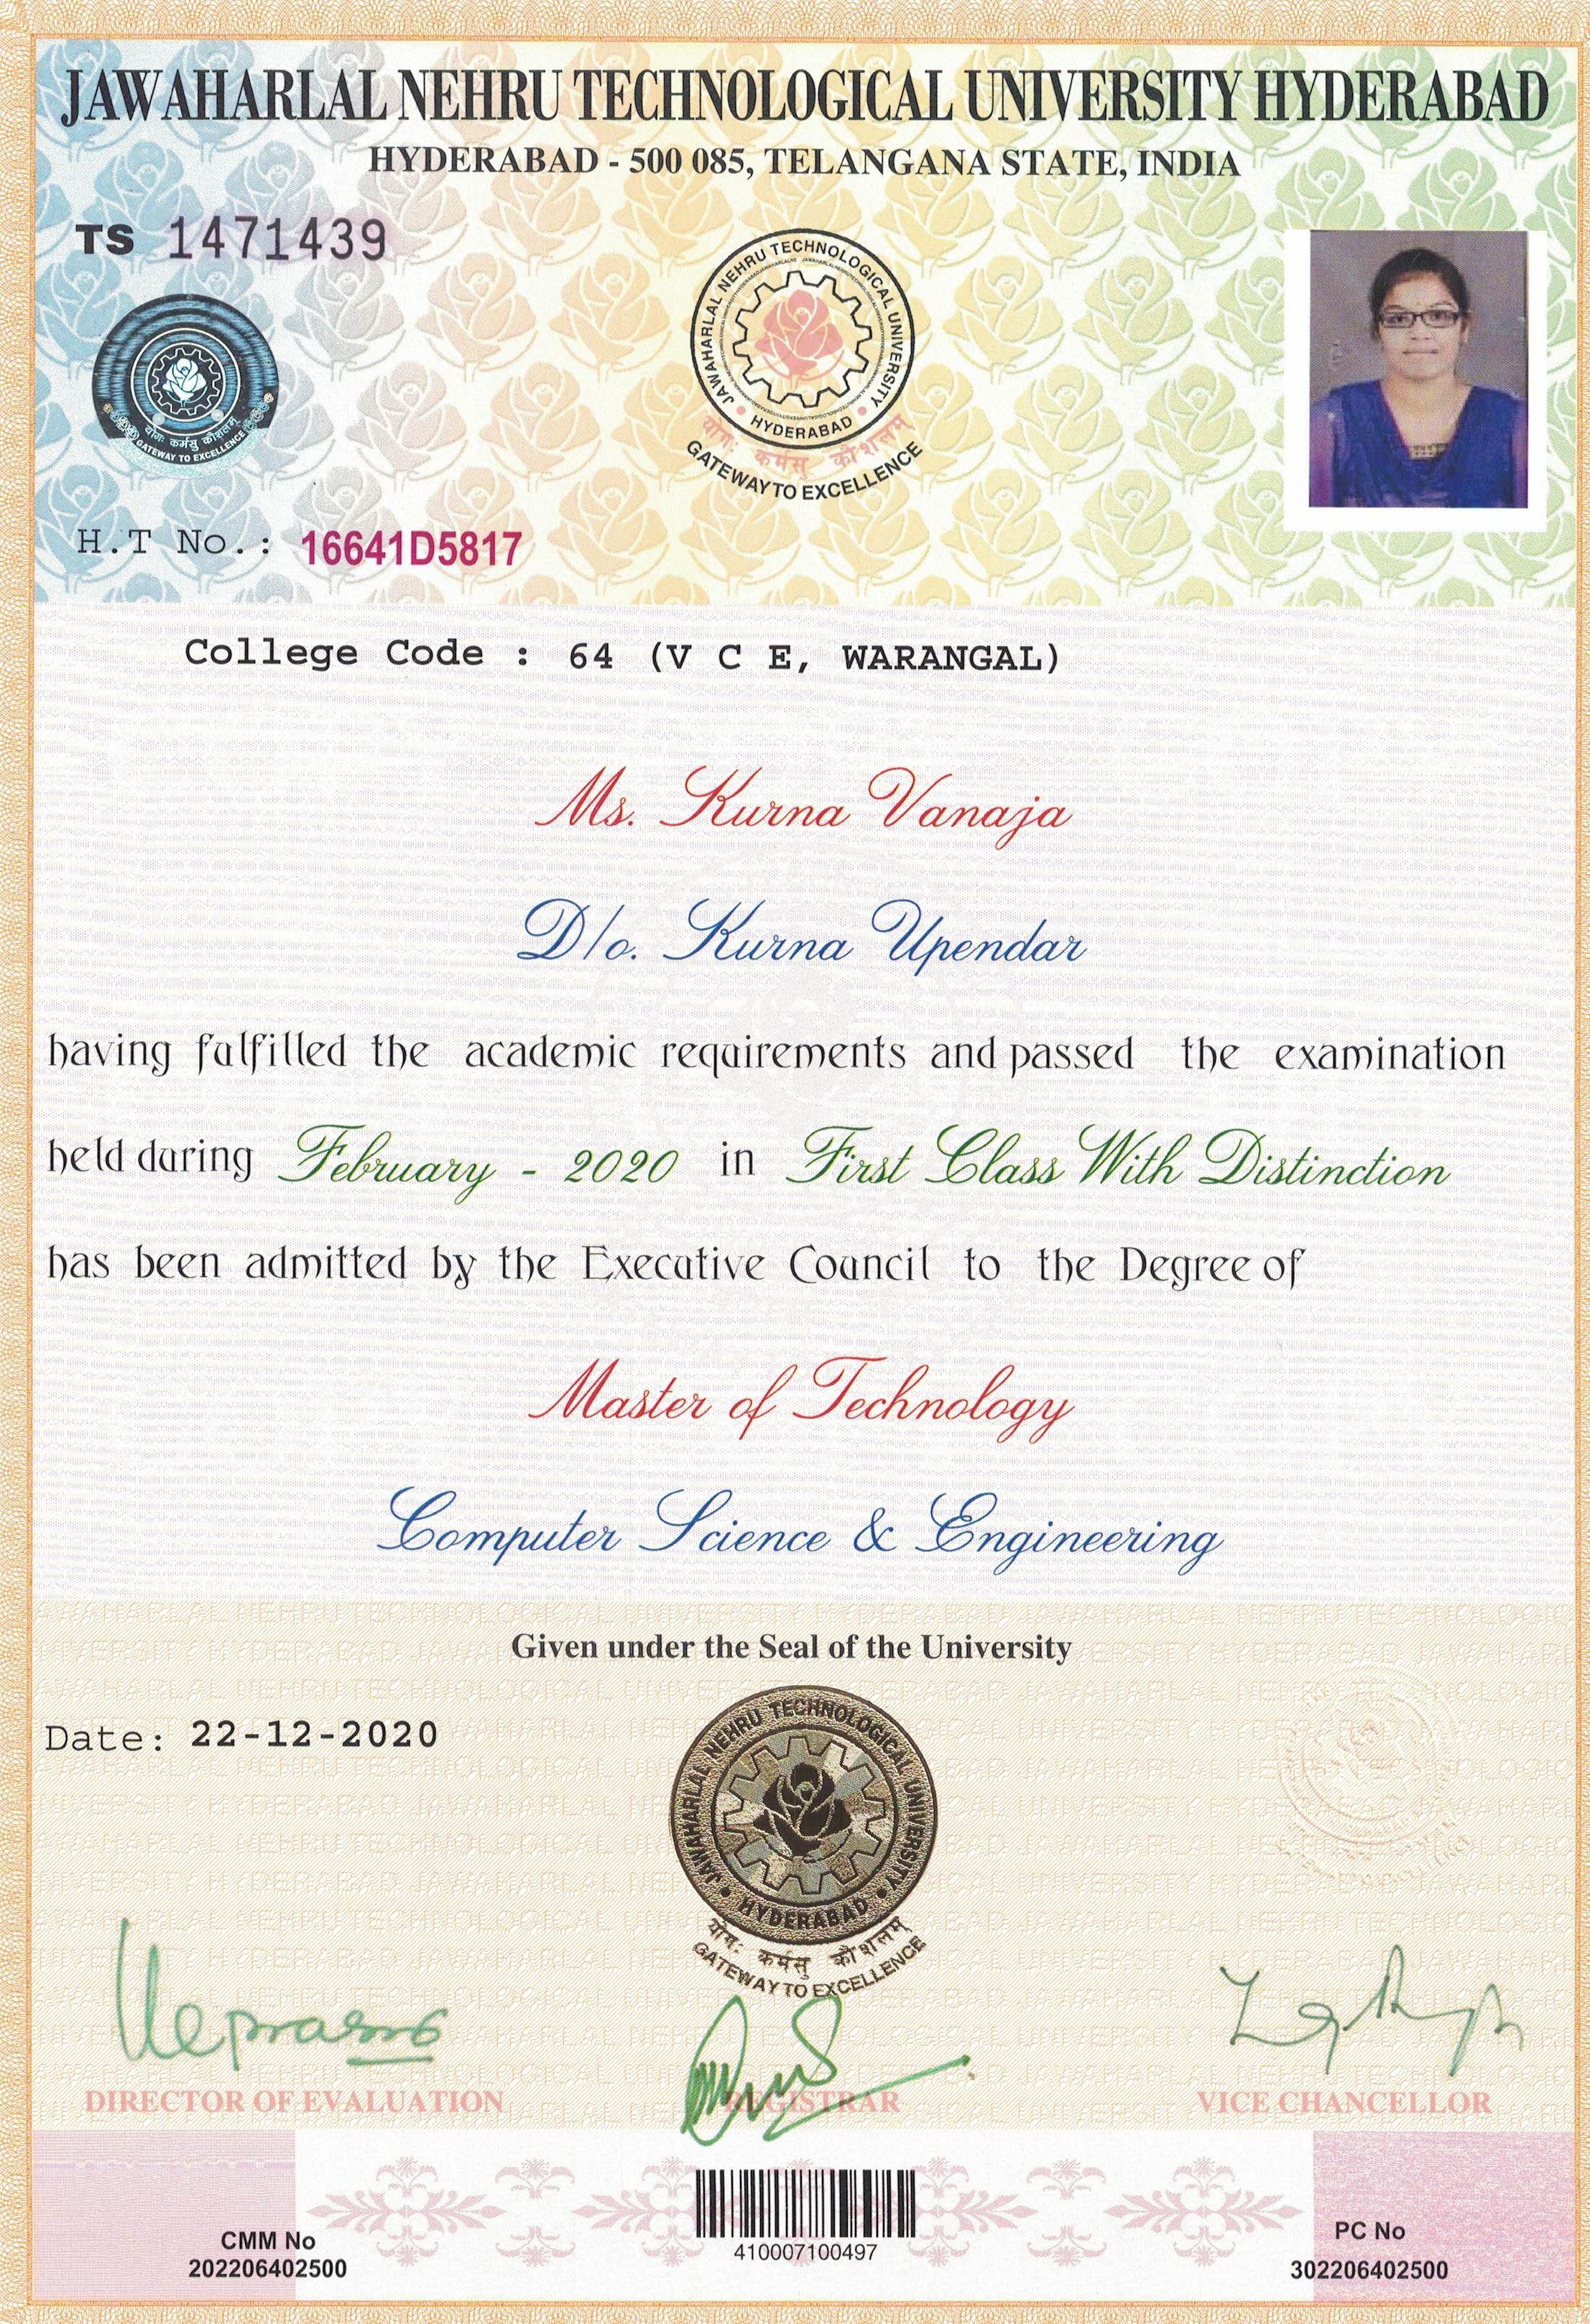 JAWAHARLAL NEHRU TECHNOLOGICAL UNIVERSITY HYDERABAD
HYDERABAD - 500 085, TELANGANA STATE, INDIA
TS 1471439
JAWAHARLAL NEHRU TECHNOLOGICAL UNIVERSITY
HYDERABAD
योगः कर्मसु कौशलम्
GATEWAY TO EXCELLENCE
योगः कर्मसु कौशलम्
GATEWAY TO EXCELLENCE
H.T No.: 16641D5817
College Code : 64 (V C E, WARANGAL)
Ms. Kurna Vanaja
D/o. Kurna Upendar
having fulfilled the academic requirements and passed the examination
held during February - 2020 in First Class With Distinction
has been admitted by the Executive Council to the Degree of
Master of Technology
Computer Science & Engineering
Given under the Seal of the University
Date: 22-12-2020
JAWAHARLAL NEHRU TECHNOLOGICAL UNIVERSITY
HYDERABAD
योगः कर्मसु कौशलम्
GATEWAY TO EXCELLENCE
DIRECTOR OF EVALUATION
REGISTRAR
VICE CHANCELLOR
CMM No
202206402500
410007100497
PC No
302206402500